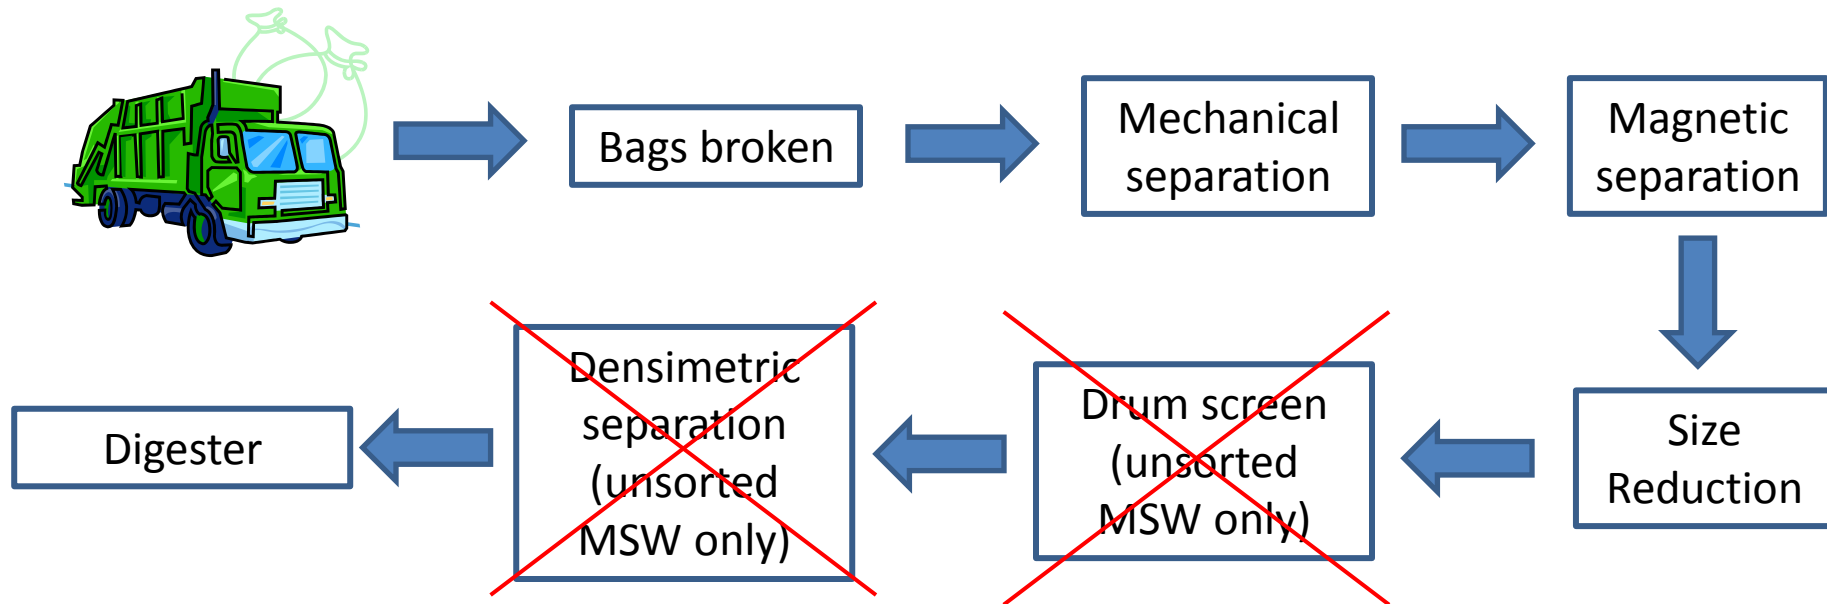 Bags broken
Mechanical
separation
Magnetic
separation
Size
Reduction
Drum screen
(unsorted
MSW only)
Densimetric
separation
(unsorted
MSW only)
Digester